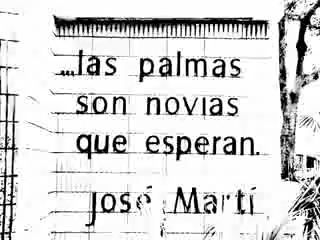 ...las palmas
son novias
que esperan.
José Martí